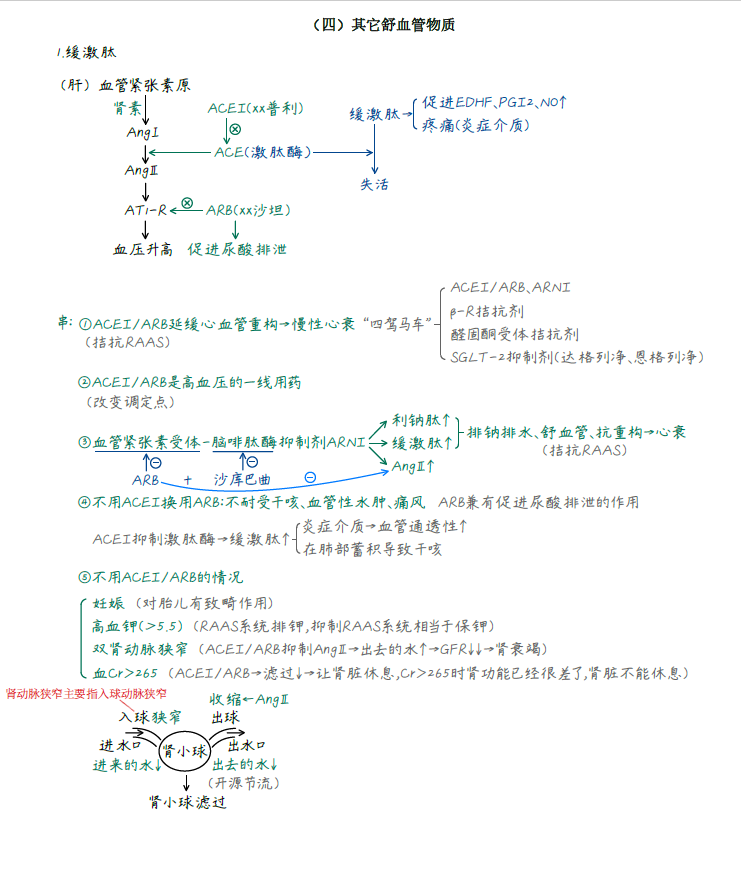 （四）其它舒血管物质
1.缓激肽
（肝）血管紧张素原
肾素
ACEI(xx普利)
缓激肽→
促进EDHF、PGI2、NO↑
疼痛(炎症介质)
⊗
AngⅠ
ACE(激肽酶)
AngⅡ
失活
AT1-R
⊗
ARB(xx沙坦)
血压升高
促进尿酸排泄
串：①ACEI/ARB延缓心血管重构→慢性心衰“四驾马车”
（拮抗RAAS）
ACEI/ARB、ARNI
β-R拮抗剂
醛固酮受体拮抗剂
SGLT-2抑制剂(达格列净、恩格列净)
②ACEI/ARB是高血压的一线用药
（改变调定点）
③血管紧张素受体-脑啡肽酶抑制剂ARNI
利钠肽↑
缓激肽↑
AngⅡ↑
排钠排水、舒血管、抗重构→心衰
（拮抗RAAS）
↑⊖ ↑⊖ ⊖
ARB + 沙库巴曲
④不用ACEI换用ARB：不耐受干咳、血管性水肿、痛风 ARB兼有促进尿酸排泄的作用
ACEI抑制激肽酶→缓激肽↑
炎症介质→血管通透性↑
在肺部蓄积导致干咳
⑤不用ACEI/ARB的情况
妊娠（对胎儿有致畸作用）
高血钾(>5.5)（RAAS系统排钾,抑制RAAS系统相当于保钾）
双肾动脉狭窄（ACEI/ARB抑制AngⅡ→出去的水↑→GFR↓↓→肾衰竭）
血Cr>265（ACEI/ARB→滤过↓→让肾脏休息,Cr>265时肾功能已经很差了,肾脏不能休息）
肾动脉狭窄主要指入球动脉狭窄
收缩←AngⅡ
入球狭窄
出球
进水口
肾小球
出水口
进来的水↓
出去的水↓
（开源节流）
肾小球滤过